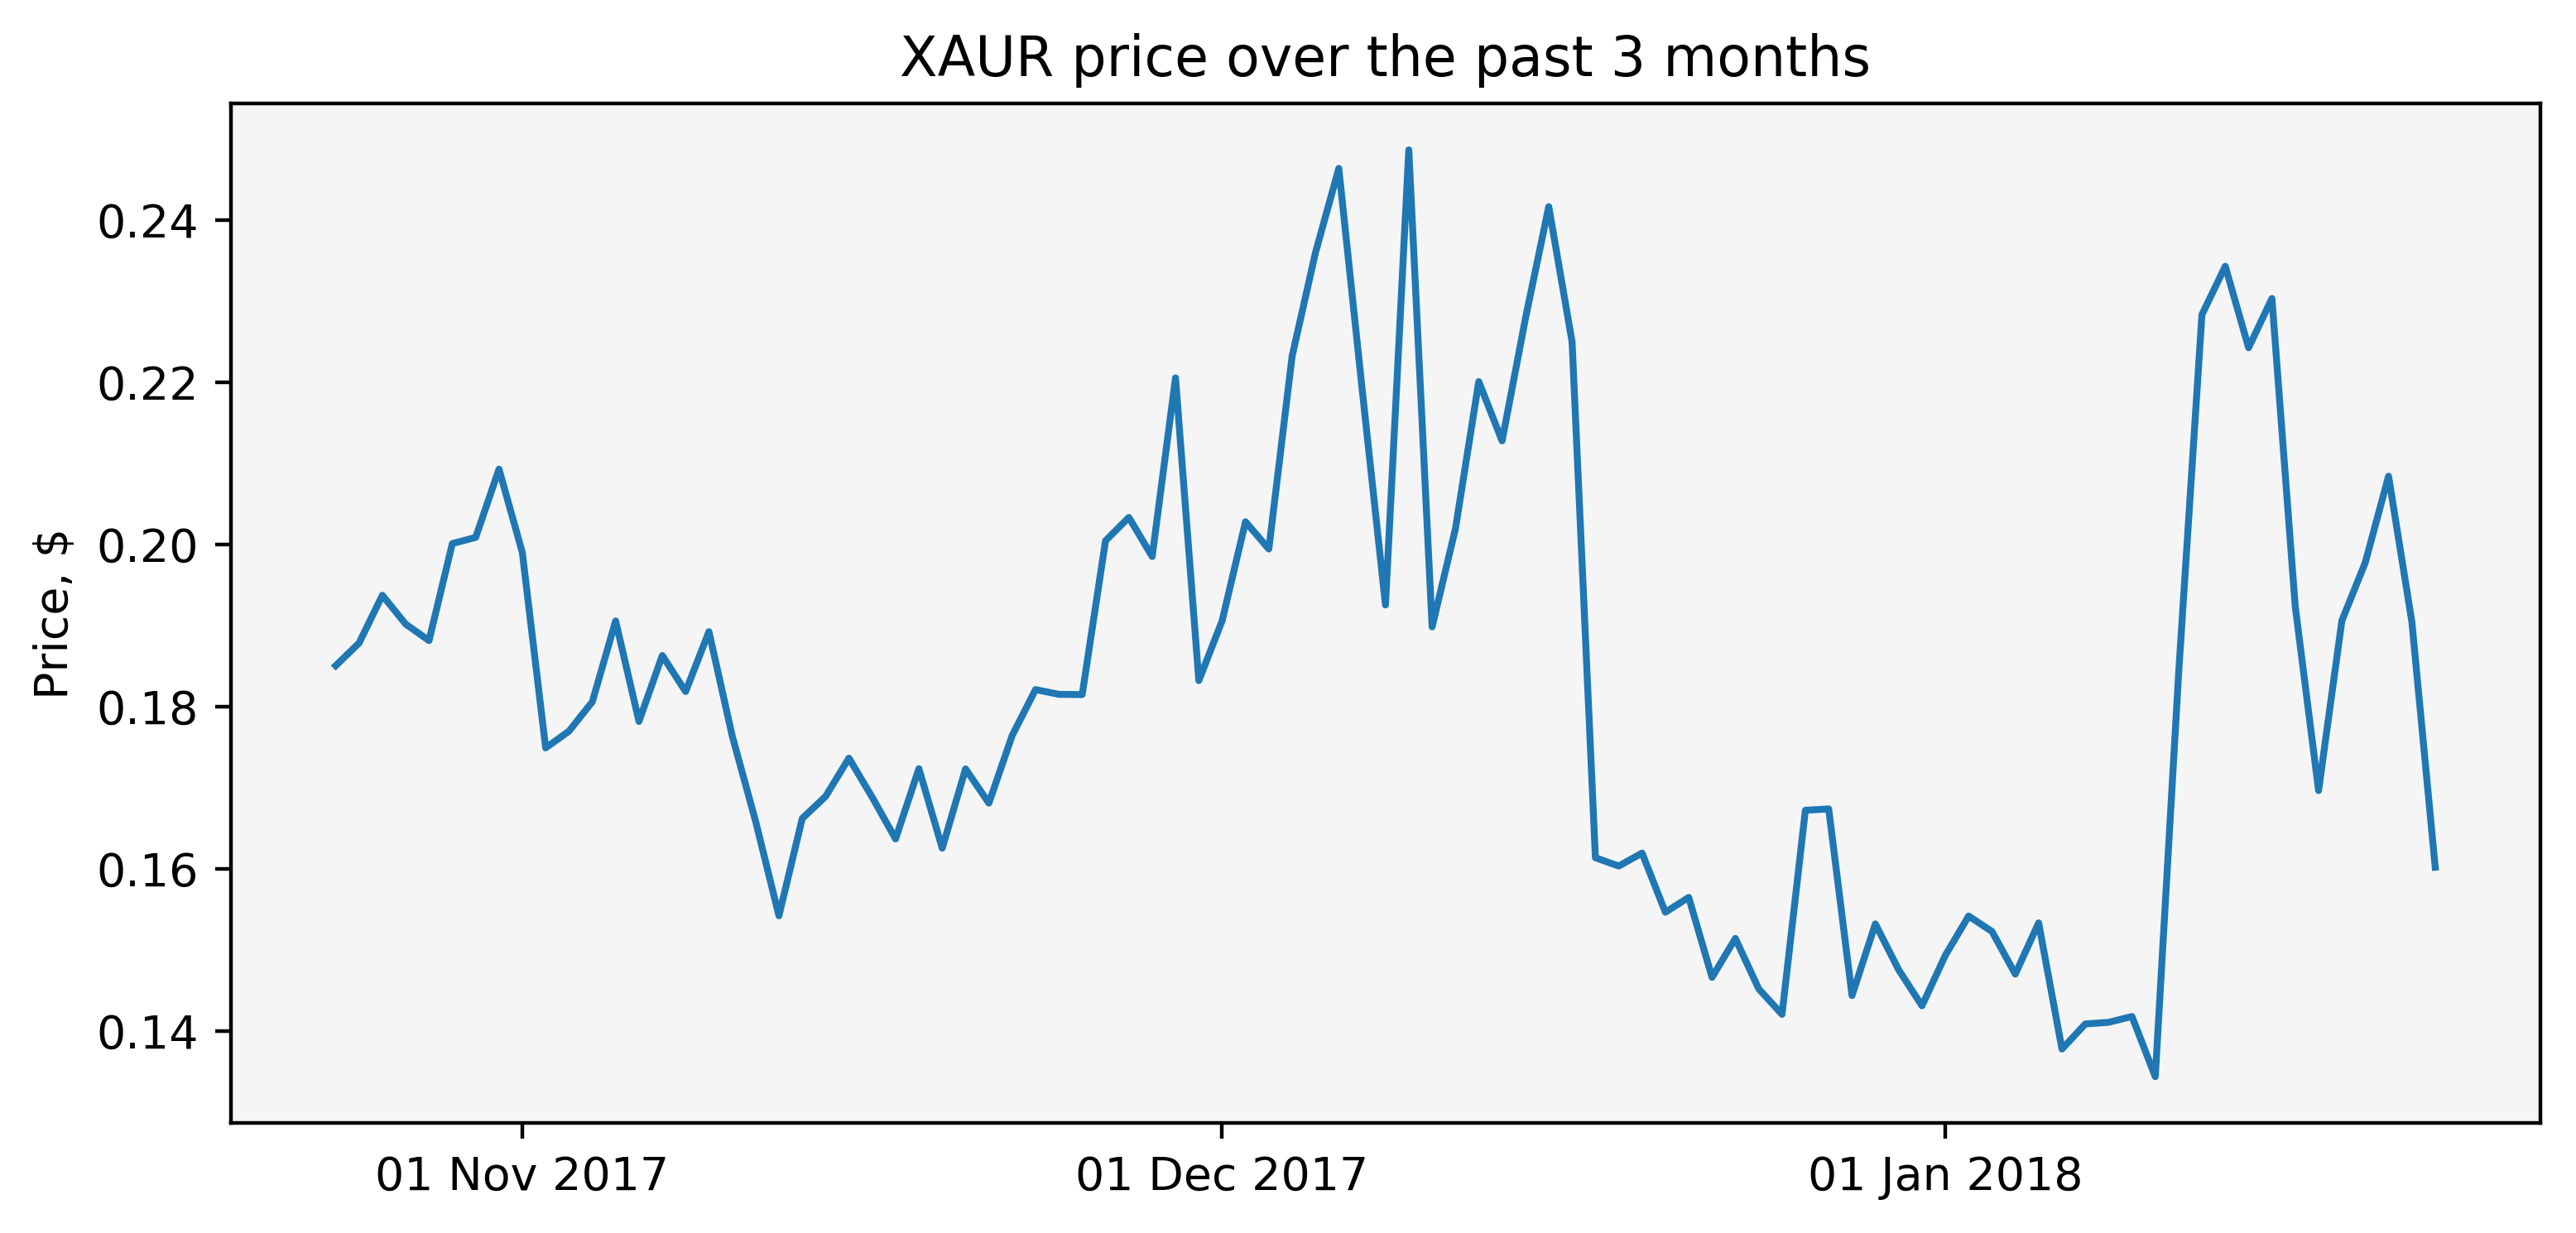 XAUR price over the past 3 months
Price, $
0.24
0.22
0.20
0.18
0.16
0.14
01 Nov 2017
01 Dec 2017
01 Jan 2018